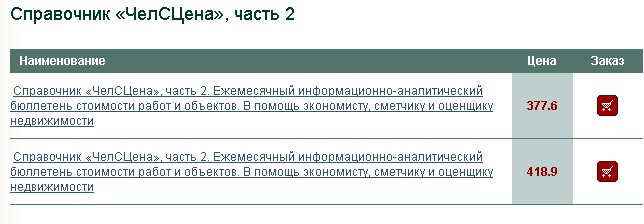 Справочник «ЧелСЦена», часть 2
Наименование Цена Заказ
Справочник «ЧелСЦена», часть 2. Ежемесячный информационно-аналитический
бюллетень стоимости работ и объектов. В помощь экономисту, сметчику и оценщику
недвижимости
377.6
Справочник «ЧелСЦена», часть 2. Ежемесячный информационно-аналитический
бюллетень стоимости работ и объектов. В помощь экономисту, сметчику и оценщику
недвижимости
418.9